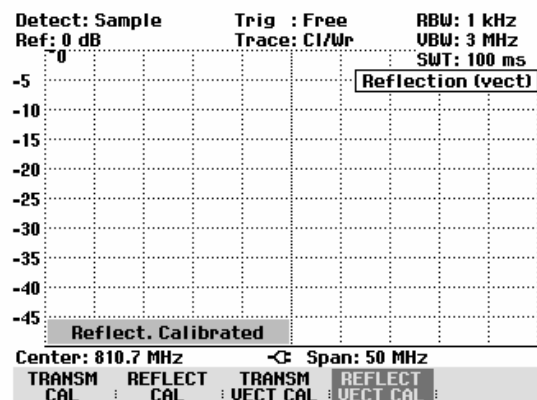 Detect: Sample Trig : Free RBW: 1 kHz
Ref: 0 dB Trace: Cl/Wr VBW: 3 MHz
0 SWT: 100 ms
-5 Reflection (vect)
-10
-15
-20
-25
-30
-35
-40
-45 Reflect. Calibrated
Center: 810.7 MHz Span: 50 MHz
TRANSM REFLECT TRANSM REFLECT
CAL CAL VECT CAL VECT CAL